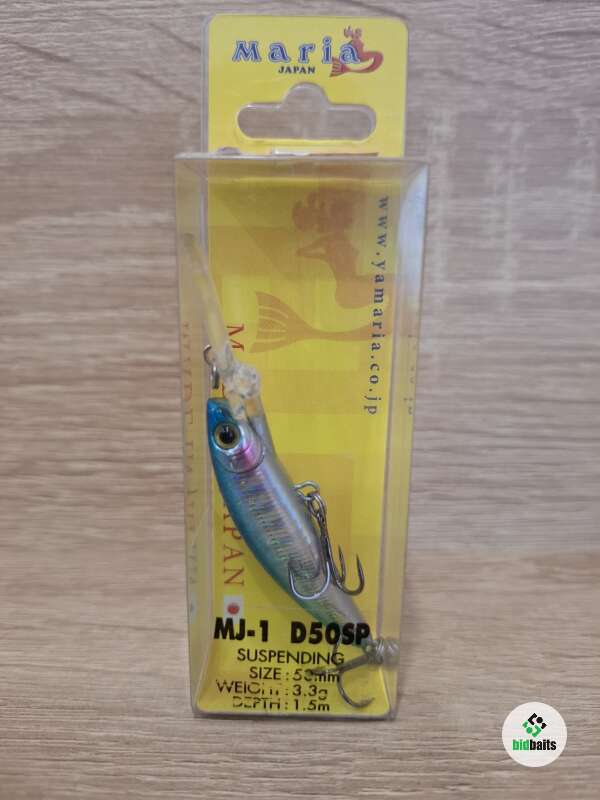 Maria
JAPAN
www.yamaria.co.jp
MJ-1 D50SP
SUSPENDING
SIZE:50mm
WEIGHT:3.3g
DEPTH:1.5m
bidbaits